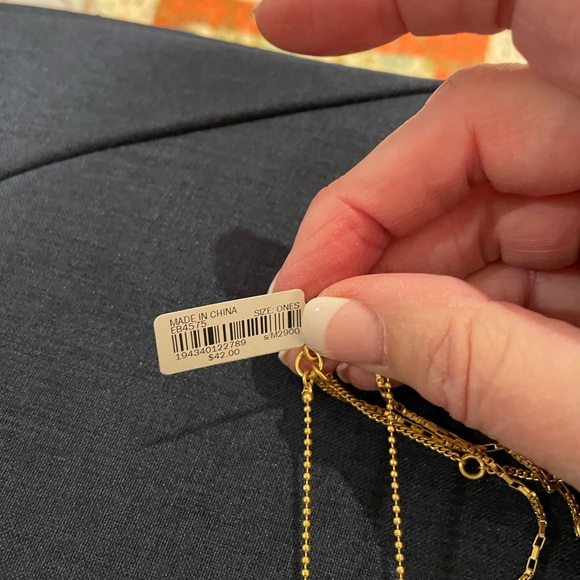 MADE IN CHINA SIZE: ONES
EB4575 s/M2900
194340122789
$42.00